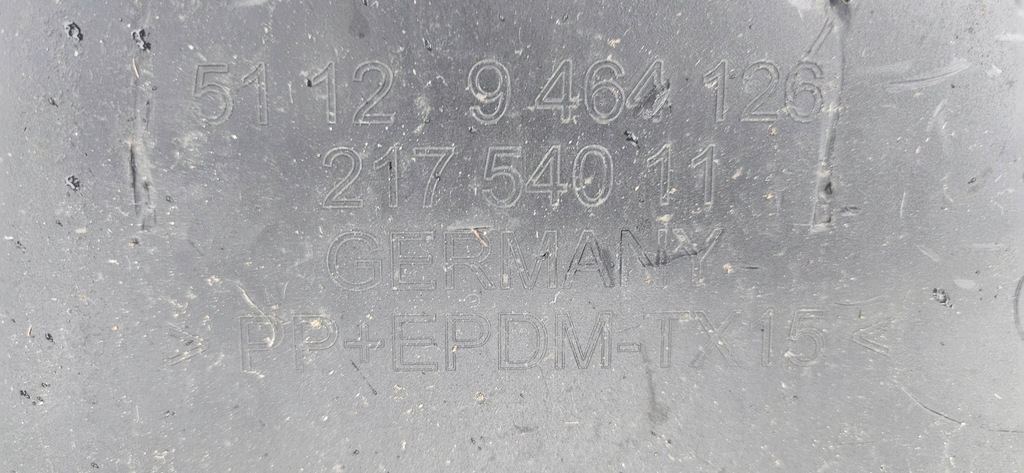 51 12 9 464 126
217 540 11
GERMANY
>PP+EPDM-TX15<